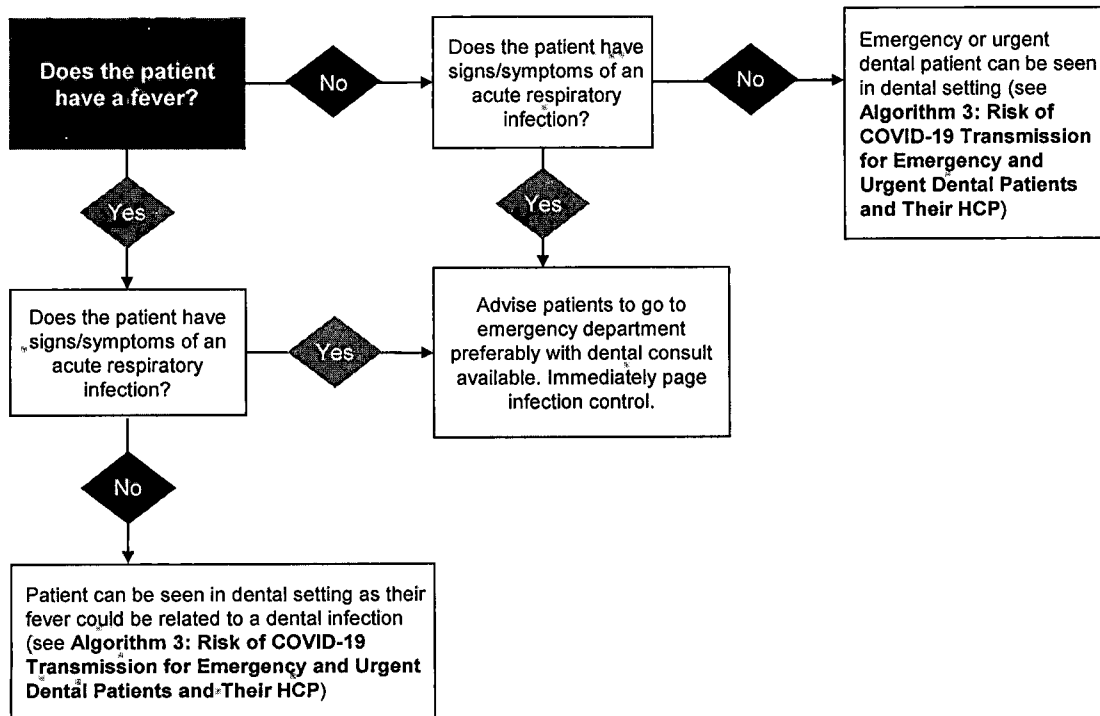 Does the patient
have a fever?
No
Does the patient have
signs/symptoms of an
acute respiratory
infection?
No
Emergency or urgent
dental patient can be seen
in dental setting (see
Algorithm 3: Risk of
COVID-19 Transmission
for Emergency and
Urgent Dental Patients
and Their HCP)
Yes
Yes
Does the patient have
signs/symptoms of an
acute respiratory
infection?
Yes
Advise patients to go to
emergency department
preferably with dental consult
available. Immediately page
infection control.
No
Patient can be seen in dental setting as their
fever could be related to a dental infection
(see Algorithm 3: Risk of COVID-19
Transmission for Emergency and Urgent
Dental Patients and Their HCP)